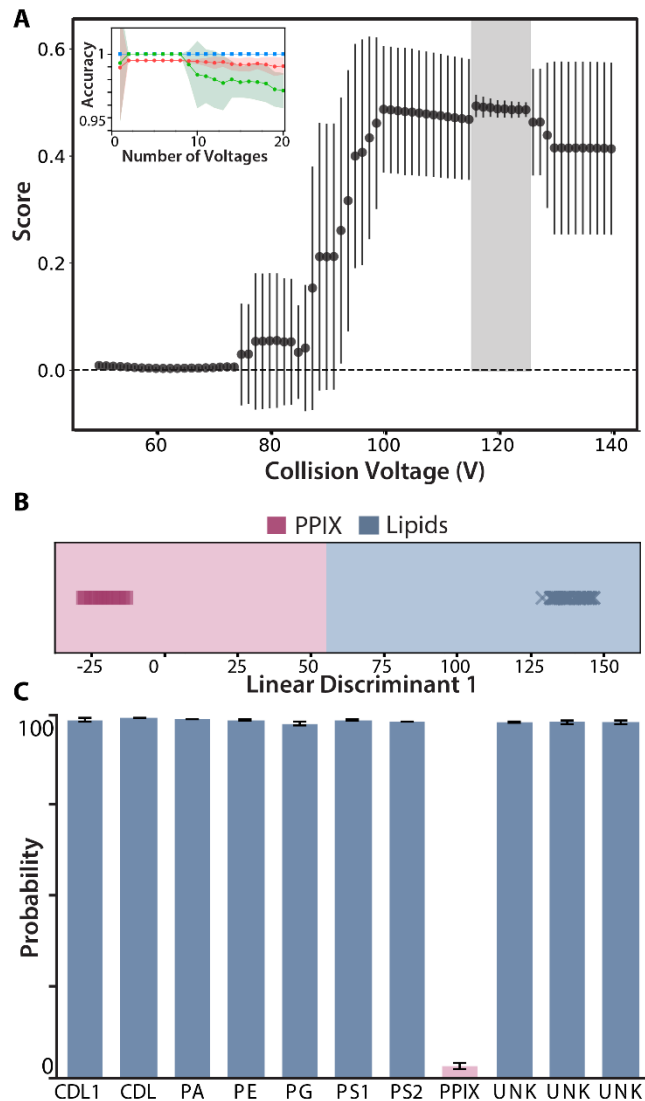 A
0.6
0.4
0.2
0.0
Score
60 80 100 120 140
Collision Voltage (V)
1
0.95
Accuracy
0 10 20
Number of Voltages
B
PPIX Lipids
-25 0 25 50 75 100 125 150
Linear Discriminant 1
C
100
0
Probability
CDL1 CDL PA PE PG PS1 PS2 PPIX UNK UNK UNK